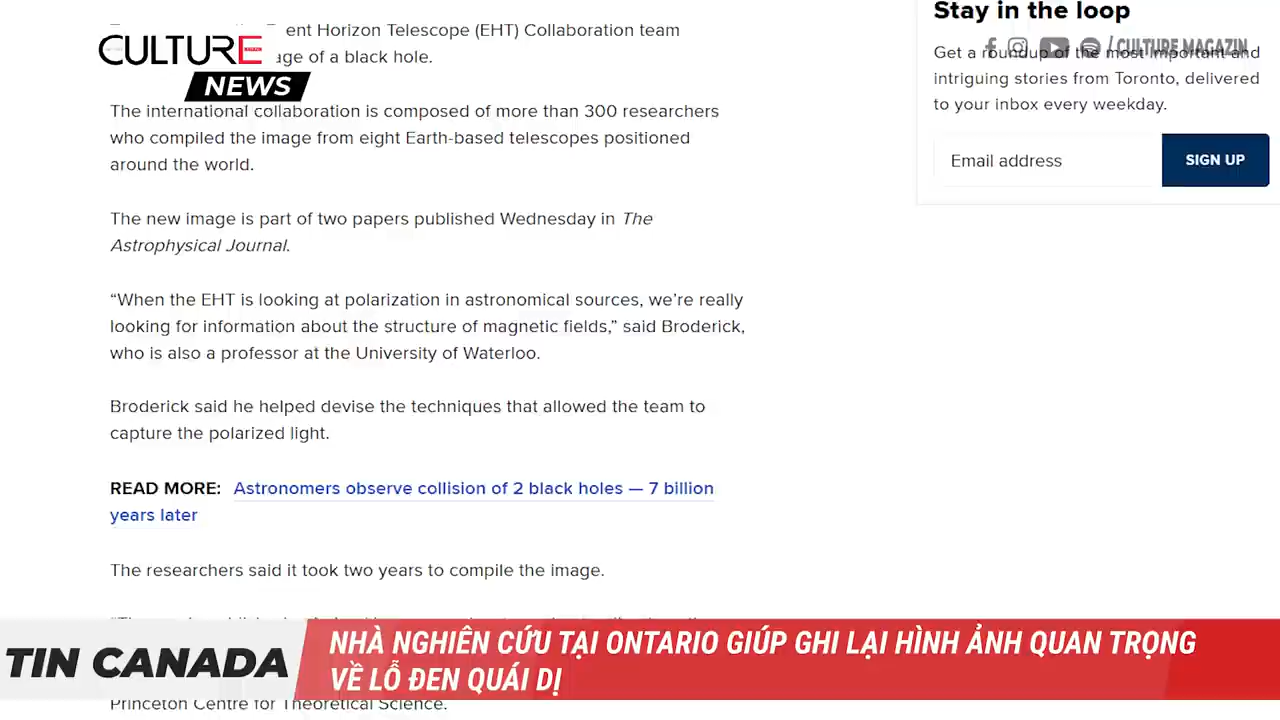 ent Horizon Telescope (EHT) Collaboration team
CULTURE
age of a black hole.
NEWS
The international collaboration is composed of more than 300 researchers
who compiled the image from eight Earth-based telescopes positioned
around the world.
The new image is part of two papers published Wednesday in The
Astrophysical Journal.
“When the EHT is looking at polarization in astronomical sources, we’re really
looking for information about the structure of magnetic fields,” said Broderick,
who is also a professor at the University of Waterloo.
Broderick said he helped devise the techniques that allowed the team to
capture the polarized light.
READ MORE: Astronomers observe collision of 2 black holes — 7 billion
years later
The researchers said it took two years to compile the image.
Princeton Centre for Theoretical Science.
Stay in the loop
/ CULTURE MAGAZIN
Get a roundup of the most important and
intriguing stories from Toronto, delivered
to your inbox every weekday.
Email address
SIGN UP
TIN CANADA
NHÀ NGHIÊN CỨU TẠI ONTARIO GIÚP GHI LẠI HÌNH ẢNH QUAN TRỌNG
VỀ LỖ ĐEN QUÁI DỊ